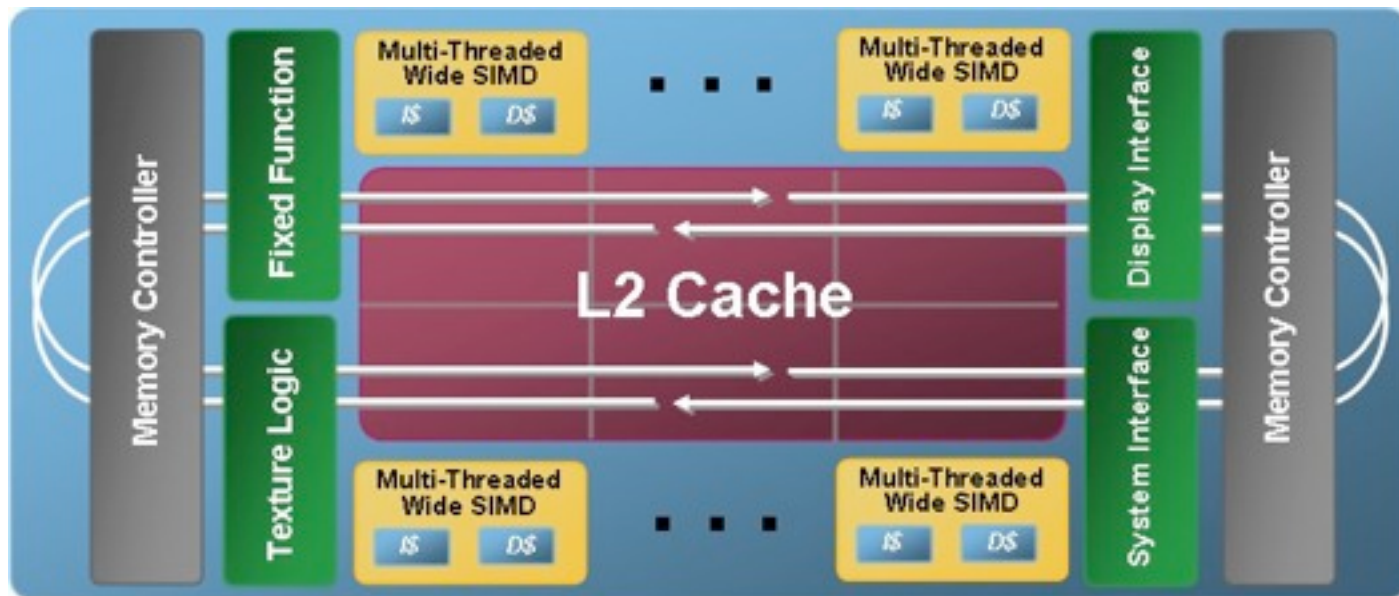 Memory Controller
Fixed Function
Texture Logic
Multi-Threaded
Wide SIMD
I$ D$
Multi-Threaded
Wide SIMD
I$ D$
L2 Cache
Multi-Threaded
Wide SIMD
I$ D$
Multi-Threaded
Wide SIMD
I$ D$
Display Interface
System Interface
Memory Controller